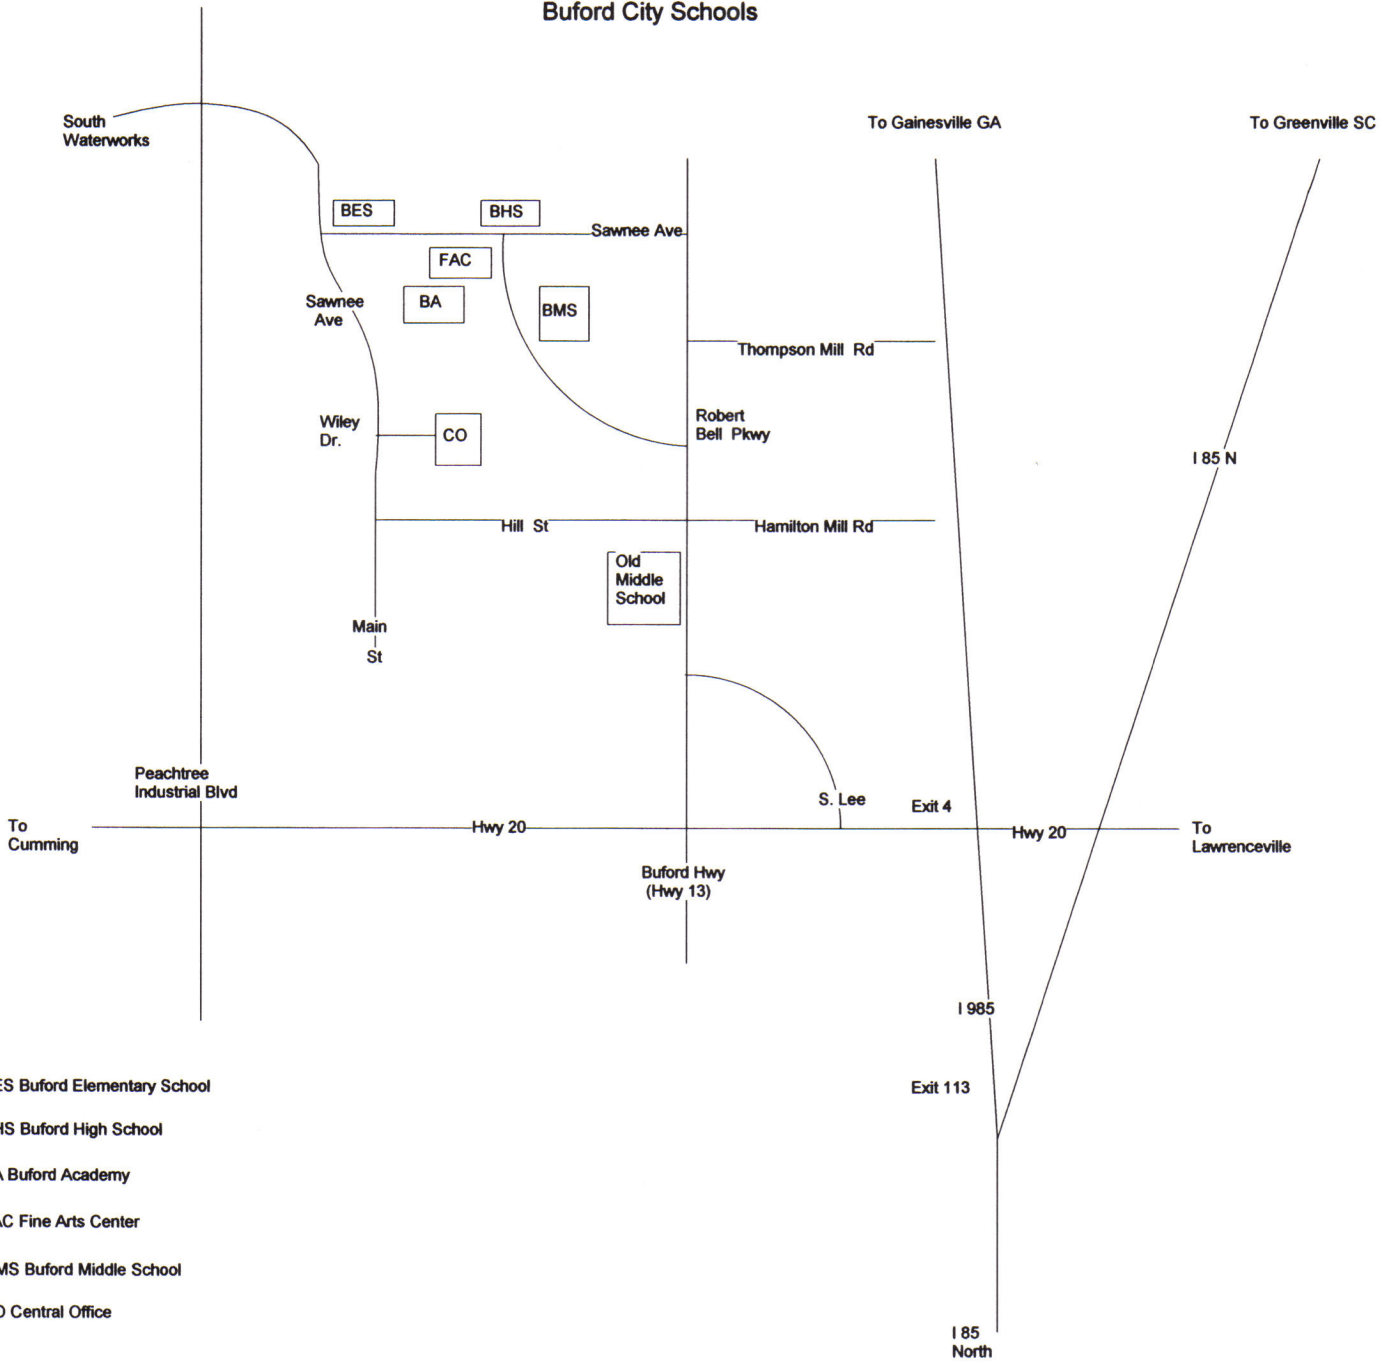 Buford City Schools
South
Waterworks
To Gainesville GA
To Greenville SC
BES
BHS
Sawnee Ave
FAC
BA
BMS
Sawnee
Ave
Thompson Mill Rd
Robert
Bell Pkwy
Wiley
Dr.
CO
I 85 N
Hill St
Hamilton Mill Rd
Old
Middle
School
Main
St
Peachtree
Industrial Blvd
S. Lee
Exit 4
To
Cumming
Hwy 20
Hwy 20
To
Lawrenceville
Buford Hwy
(Hwy 13)
I 985
Exit 113
ES Buford Elementary School
HS Buford High School
A Buford Academy
AC Fine Arts Center
MS Buford Middle School
O Central Office
I 85
North